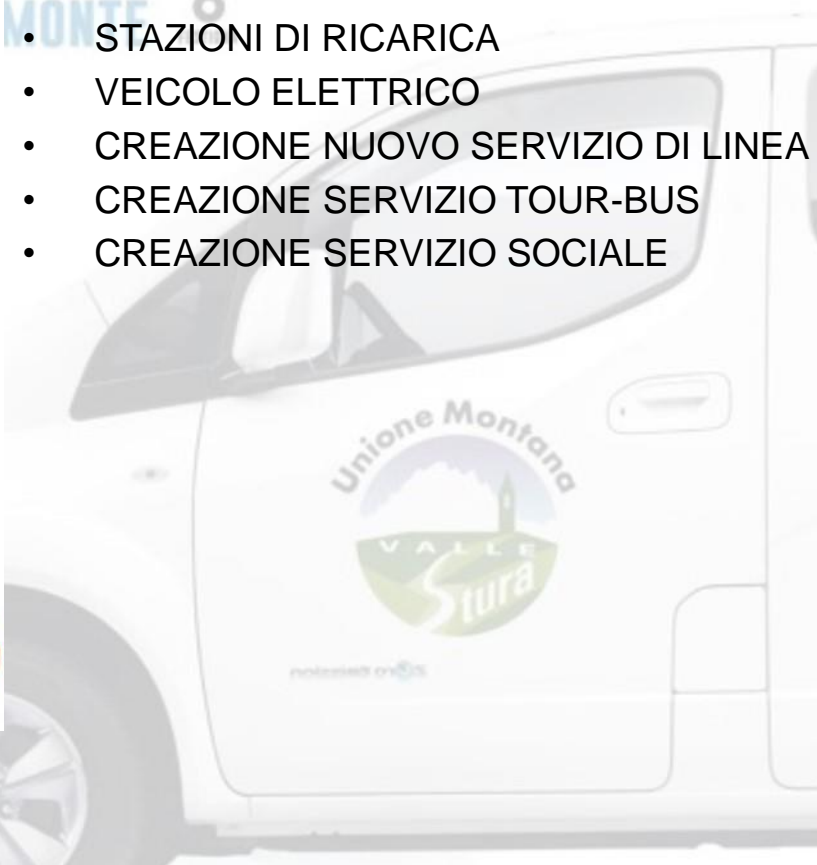 MONTE
• STAZIONI DI RICARICA
• VEICOLO ELETTRICO
• CREAZIONE NUOVO SERVIZIO DI LINEA
• CREAZIONE SERVIZIO TOUR-BUS
• CREAZIONE SERVIZIO SOCIALE
Unione Montana
VALLE
Stura